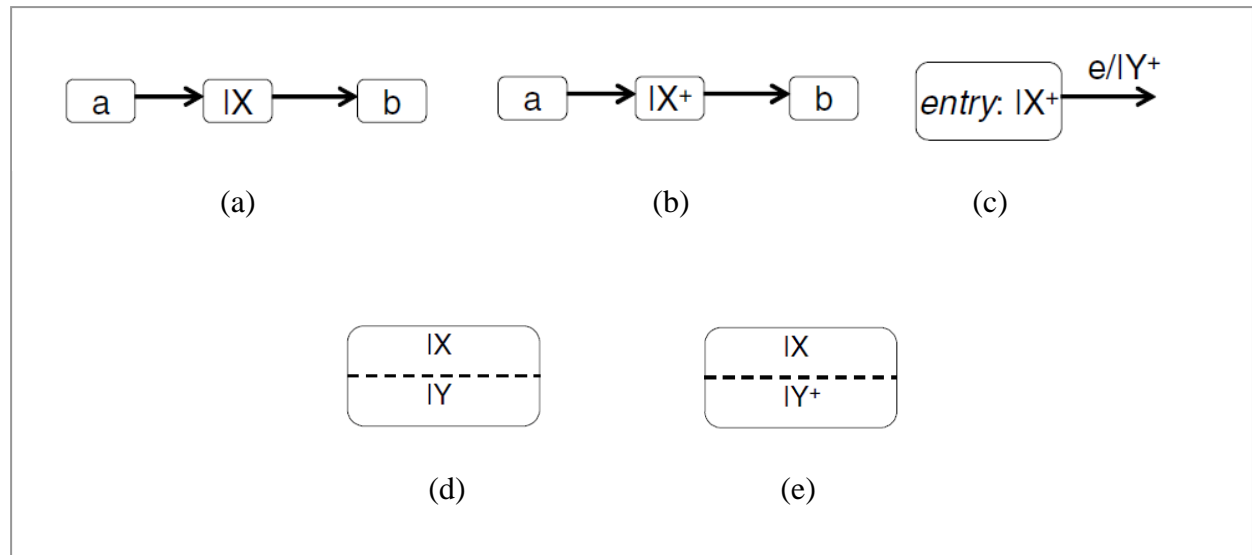 a |X b
a |X⁺ b
e/|Y⁺
entry: |X⁺
(a) (b) (c)
|X
|Y
|X
|Y⁺
(d) (e)